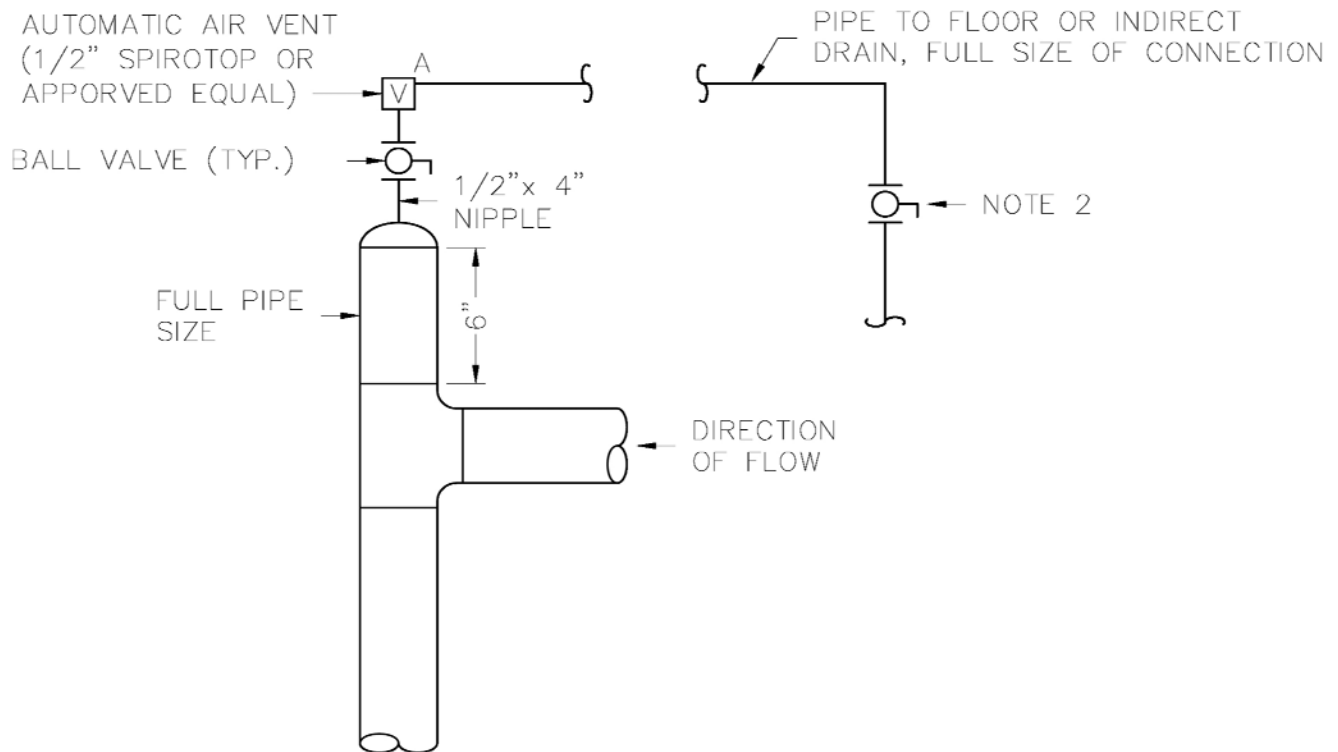 AUTOMATIC AIR VENT
(1/2" SPIROTOP OR
APPORVED EQUAL)
A
V
PIPE TO FLOOR OR INDIRECT
DRAIN, FULL SIZE OF CONNECTION
BALL VALVE (TYP.)
1/2"x 4"
NIPPLE
NOTE 2
FULL PIPE
SIZE
6"
DIRECTION
OF FLOW